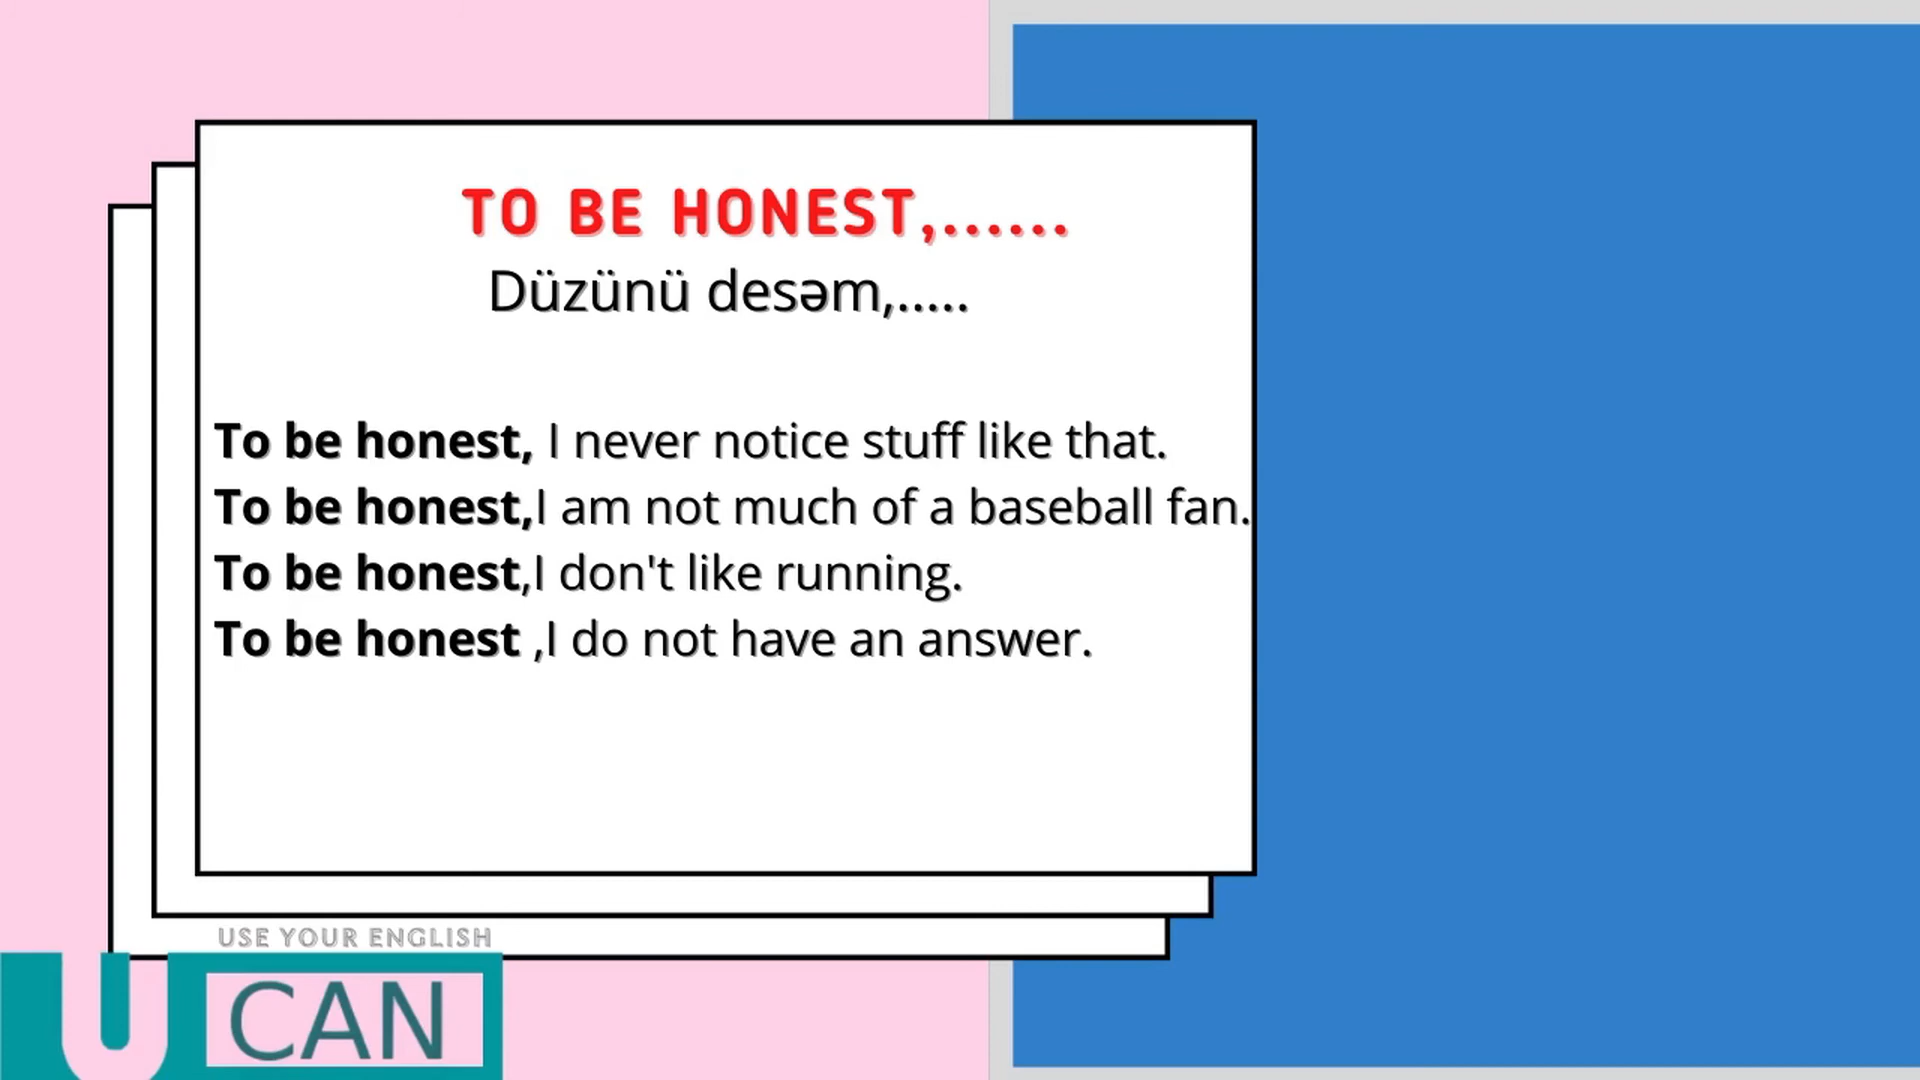 TO BE HONEST,......
Düzünü desəm,.....
To be honest, I never notice stuff like that.
To be honest,I am not much of a baseball fan.
To be honest,I don't like running.
To be honest ,I do not have an answer.
USE YOUR ENGLISH
U CAN